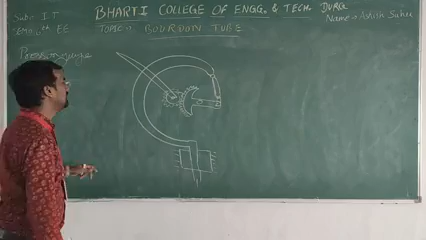 Sub:- I T
BHARTI COLLEGE OF ENGG. & TECH. DURG
Sem:- 6th EE
TOPIC:- BOURDON TUBE
Name:- Ashish Sahu
Pressure gauge